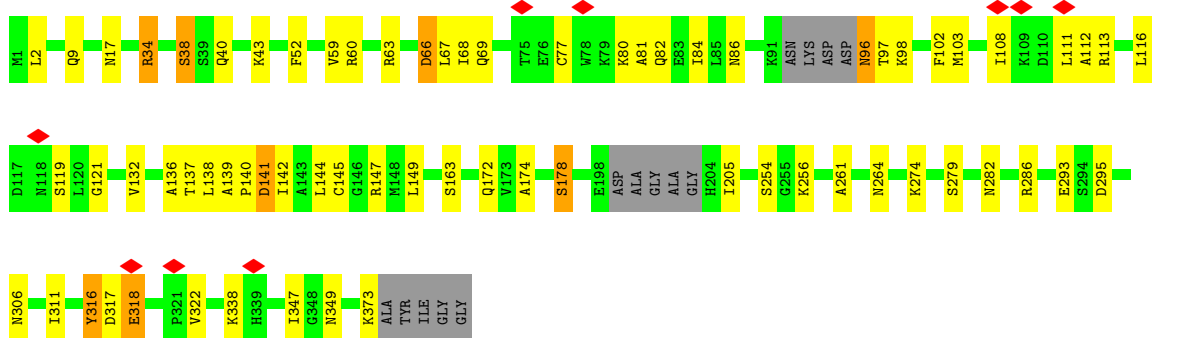 M1 L2 Q9 N17 R34 S38 S39 Q40 K43 F52 V59 R60 R63 D66 L67 I68 Q69 T75 E76 C77 W78 K79 K80 A81 Q82 E83 I84 L85 N86 K91 ASN LYS ASP ASP N96 T97 K98 F102 M103 I108 K109 D110 L111 A112 R113 L116
D117 N118 S119 L120 G121 V132 A136 T137 L138 A139 P140 D141 I142 A143 L144 C145 G146 R147 M148 L149 S163 Q172 V173 A174 S178 E198 ASP ALA GLY ALA GLY H204 I205 S254 G255 K256 A261 N264 K274 S279 N282 R286 E293 S294 D295
N306 I311 Y316 D317 E318 P321 V322 K338 H339 I347 G348 N349 K373 ALA TYR ILE GLY GLY